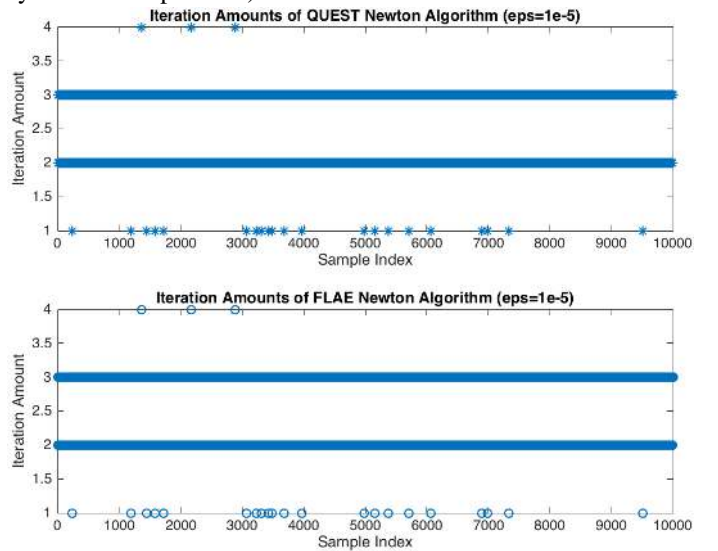 Iteration Amounts of QUEST Newton Algorithm (eps=1e-5)
4
3.5
3
2.5
2
1.5
1
Iteration Amount
0 1000 2000 3000 4000 5000 6000 7000 8000 9000 10000
Sample Index
Iteration Amounts of FLAE Newton Algorithm (eps=1e-5)
4
3.5
3
2.5
2
1.5
1
Iteration Amount
0 1000 2000 3000 4000 5000 6000 7000 8000 9000 10000
Sample Index